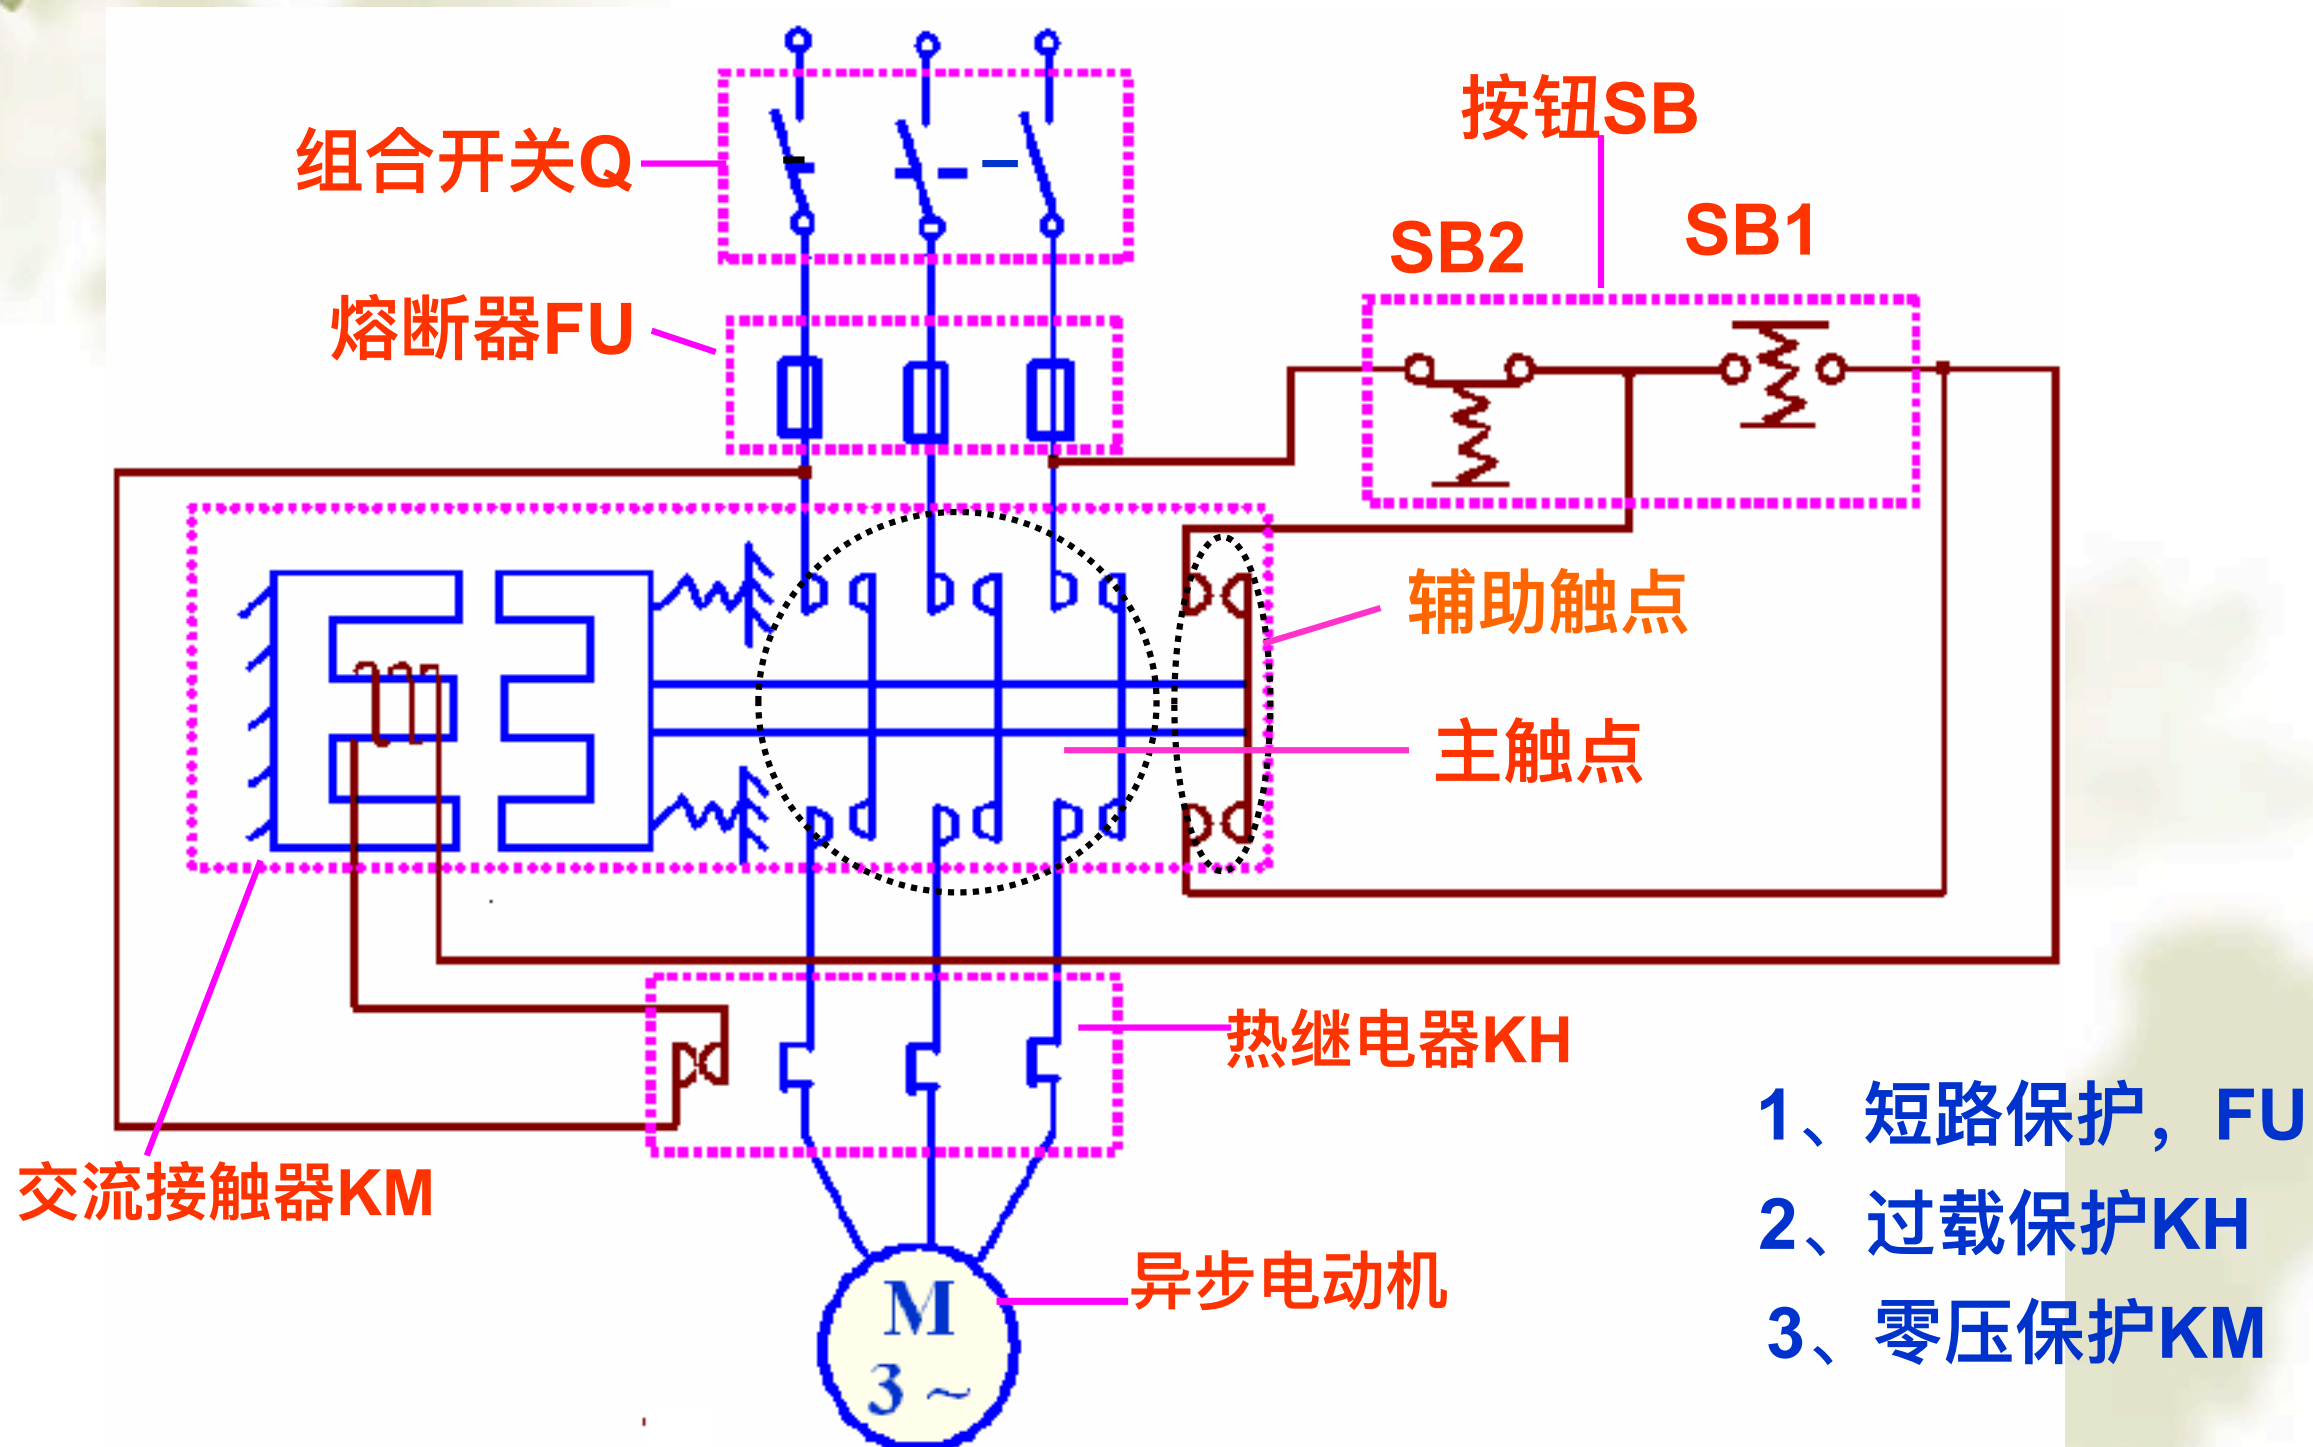 组合开关Q
按钮SB
SB2
SB1
熔断器FU
辅助触点
主触点
热继电器KH
交流接触器KM
异步电动机
M
3 ~
1、短路保护，FU
2、过载保护KH
3、零压保护KM